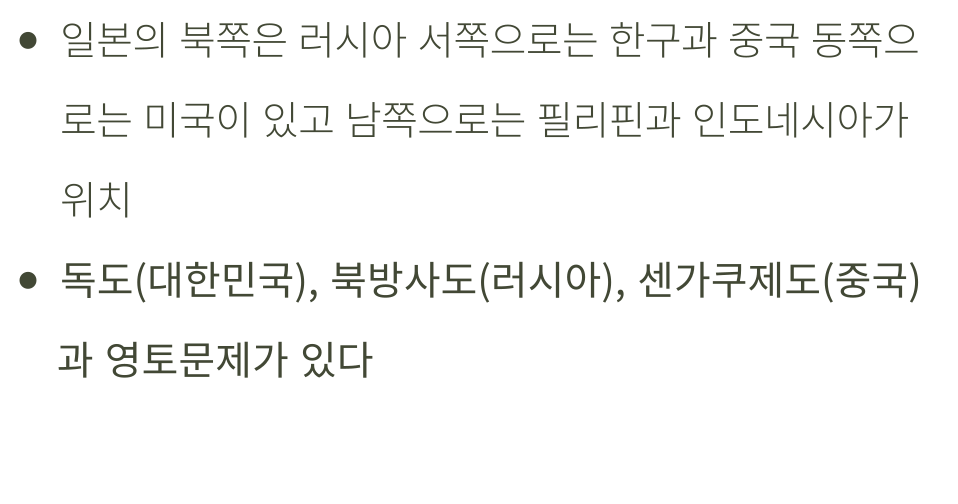 ● 일본의 북쪽은 러시아 서쪽으로는 한구과 중국 동쪽으
로는 미국이 있고 남쪽으로는 필리핀과 인도네시아가
위치
● 독도(대한민국), 북방사도(러시아), 센가쿠제도(중국)
과 영토문제가 있다